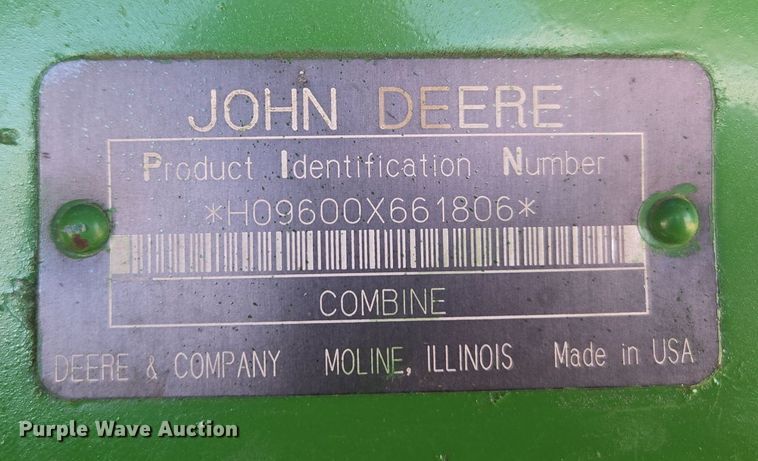 JOHN DEERE
Product Identification Number
*H09600X661806*
COMBINE
DEERE & COMPANY MOLINE, ILLINOIS Made in USA
Purple Wave Auction